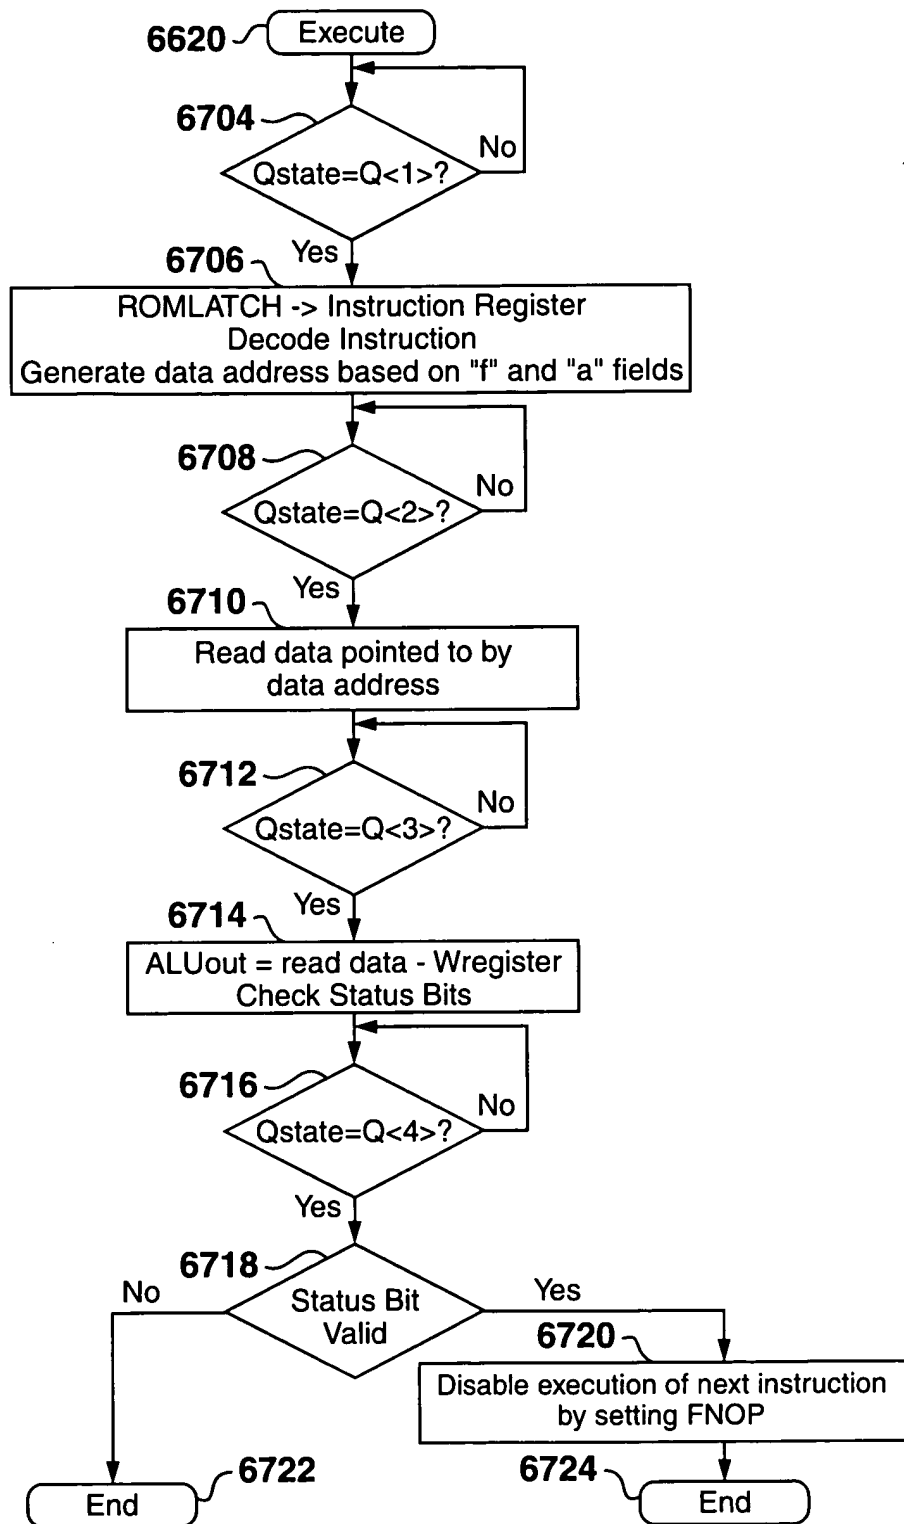 6620 Execute
6704
Qstate=Q<1>?
No
Yes
6706
ROMLATCH -> Instruction Register
Decode Instruction
Generate data address based on "f" and "a" fields
6708
Qstate=Q<2>?
No
Yes
6710
Read data pointed to by
data address
6712
Qstate=Q<3>?
No
Yes
6714
ALUout = read data - Wregister
Check Status Bits
6716
Qstate=Q<4>?
No
Yes
6718
Status Bit
Valid
No
Yes
6720
Disable execution of next instruction
by setting FNOP
End 6722
6724 End